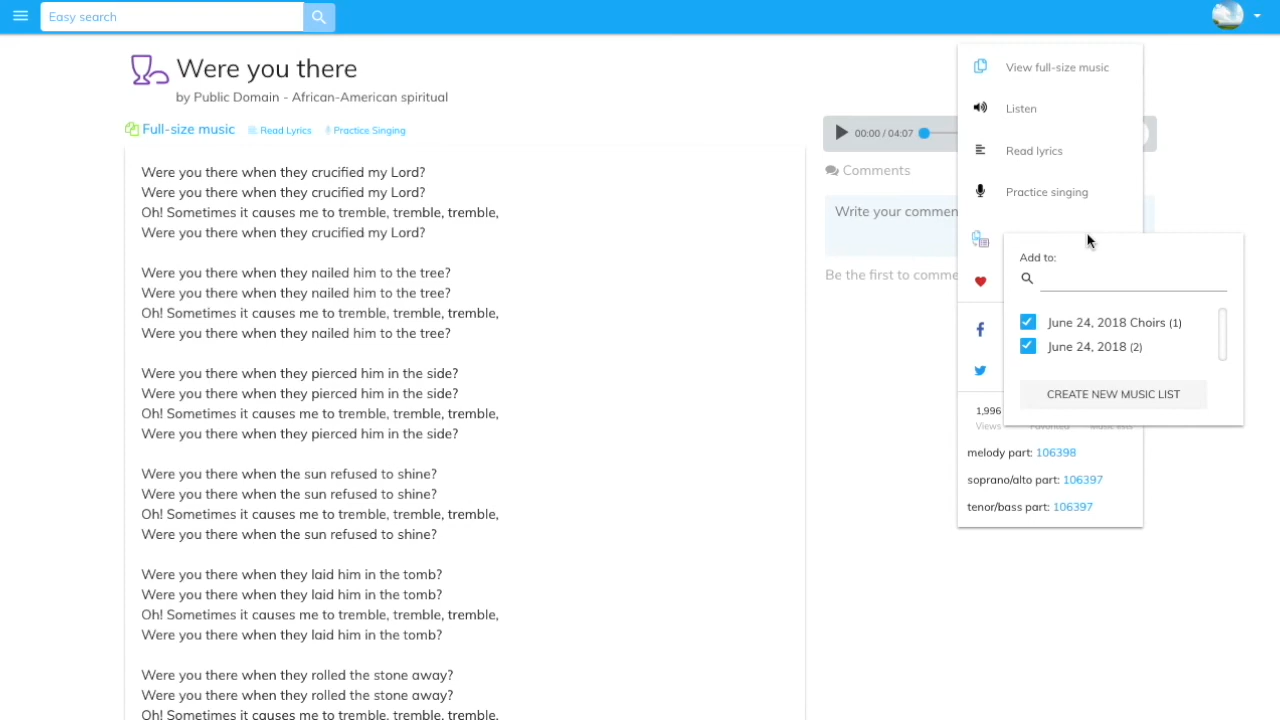 Easy search
Were you there
by Public Domain - African-American spiritual
Full-size music Read Lyrics Practice Singing
Were you there when they crucified my Lord?
Were you there when they crucified my Lord?
Oh! Sometimes it causes me to tremble, tremble, tremble,
Were you there when they crucified my Lord?
Were you there when they nailed him to the tree?
Were you there when they nailed him to the tree?
Oh! Sometimes it causes me to tremble, tremble, tremble,
Were you there when they nailed him to the tree?
Were you there when they pierced him in the side?
Were you there when they pierced him in the side?
Oh! Sometimes it causes me to tremble, tremble, tremble,
Were you there when they pierced him in the side?
Were you there when the sun refused to shine?
Were you there when the sun refused to shine?
Oh! Sometimes it causes me to tremble, tremble, tremble,
Were you there when the sun refused to shine?
Were you there when they laid him in the tomb?
Were you there when they laid him in the tomb?
Oh! Sometimes it causes me to tremble, tremble, tremble,
Were you there when they laid him in the tomb?
Were you there when they rolled the stone away?
Were you there when they rolled the stone away?
Oh! Sometimes it causes me to tremble, tremble, tremble,
00:00 / 04:07
Comments
Write your commen
Be the first to comme
View full-size music
Listen
Read lyrics
Practice singing
Add to:
June 24, 2018 Choirs (1)
June 24, 2018 (2)
CREATE NEW MUSIC LIST
1,996
Views Favorited Music lists
melody part: 106398
soprano/alto part: 106397
tenor/bass part: 106397